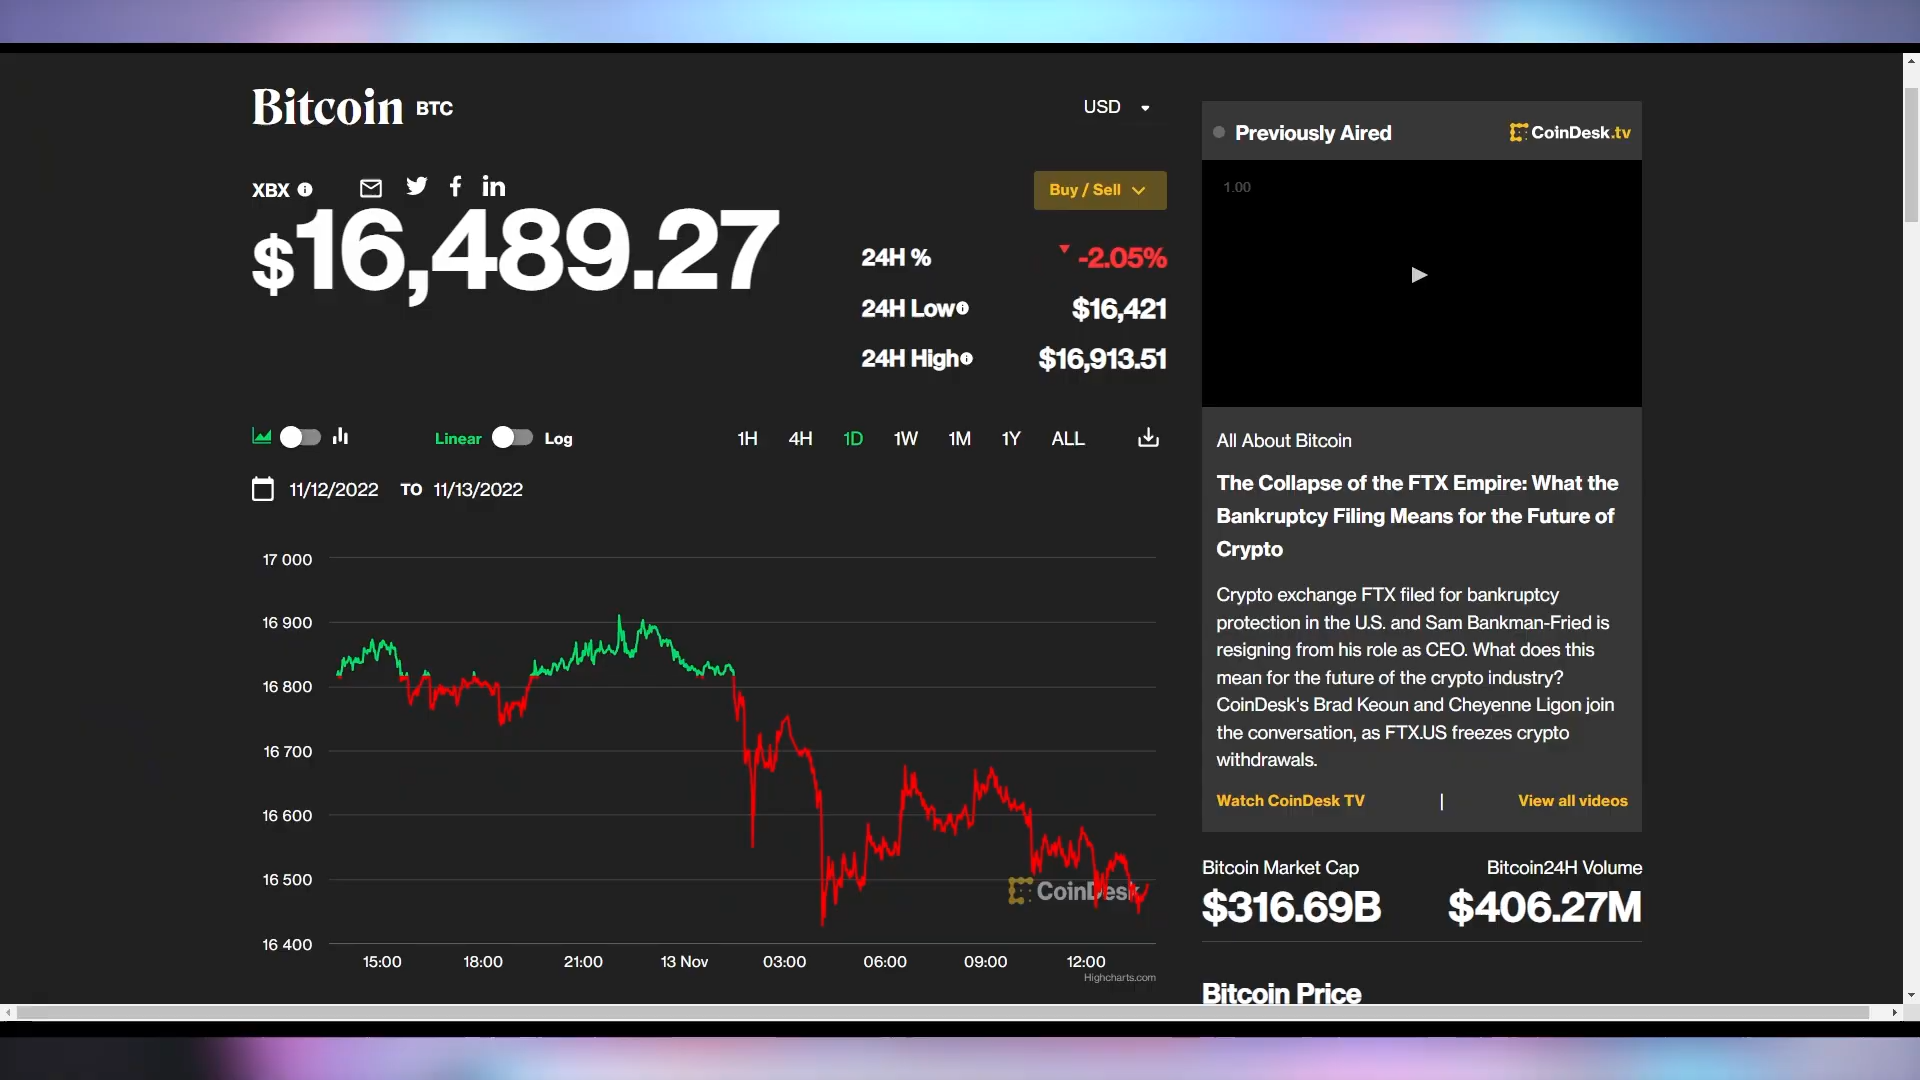 Bitcoin BTC
USD
XBX
$16,489.27
Buy / Sell
24H % -2.05%
24H Low $16,421
24H High $16,913.51
Linear Log
1H 4H 1D 1W 1M 1Y ALL
11/12/2022 TO 11/13/2022
17 000
16 900
16 800
16 700
16 600
16 500
16 400
15:00 18:00 21:00 13 Nov 03:00 06:00 09:00 12:00
CoinDesk
Highcharts.com
Previously Aired CoinDesk.tv
1.00
All About Bitcoin
The Collapse of the FTX Empire: What the
Bankruptcy Filing Means for the Future of
Crypto
Crypto exchange FTX filed for bankruptcy
protection in the U.S. and Sam Bankman-Fried is
resigning from his role as CEO. What does this
mean for the future of the crypto industry?
CoinDesk's Brad Keoun and Cheyenne Ligon join
the conversation, as FTX.US freezes crypto
withdrawals.
Watch CoinDesk TV | View all videos
Bitcoin Market Cap Bitcoin24H Volume
$316.69B $406.27M
Bitcoin Price